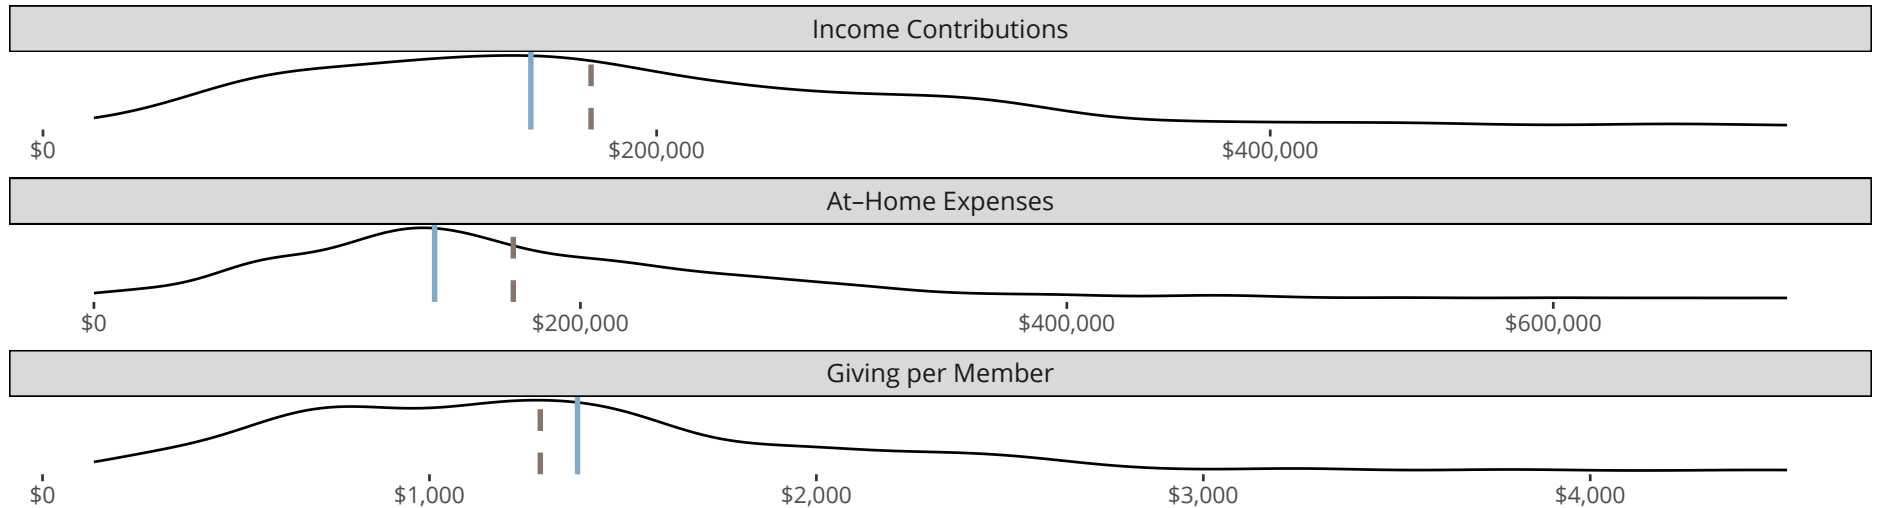 Income Contributions
$0 $200,000 $400,000
At–Home Expenses
$0 $200,000 $400,000 $600,000
Giving per Member
$0 $1,000 $2,000 $3,000 $4,000